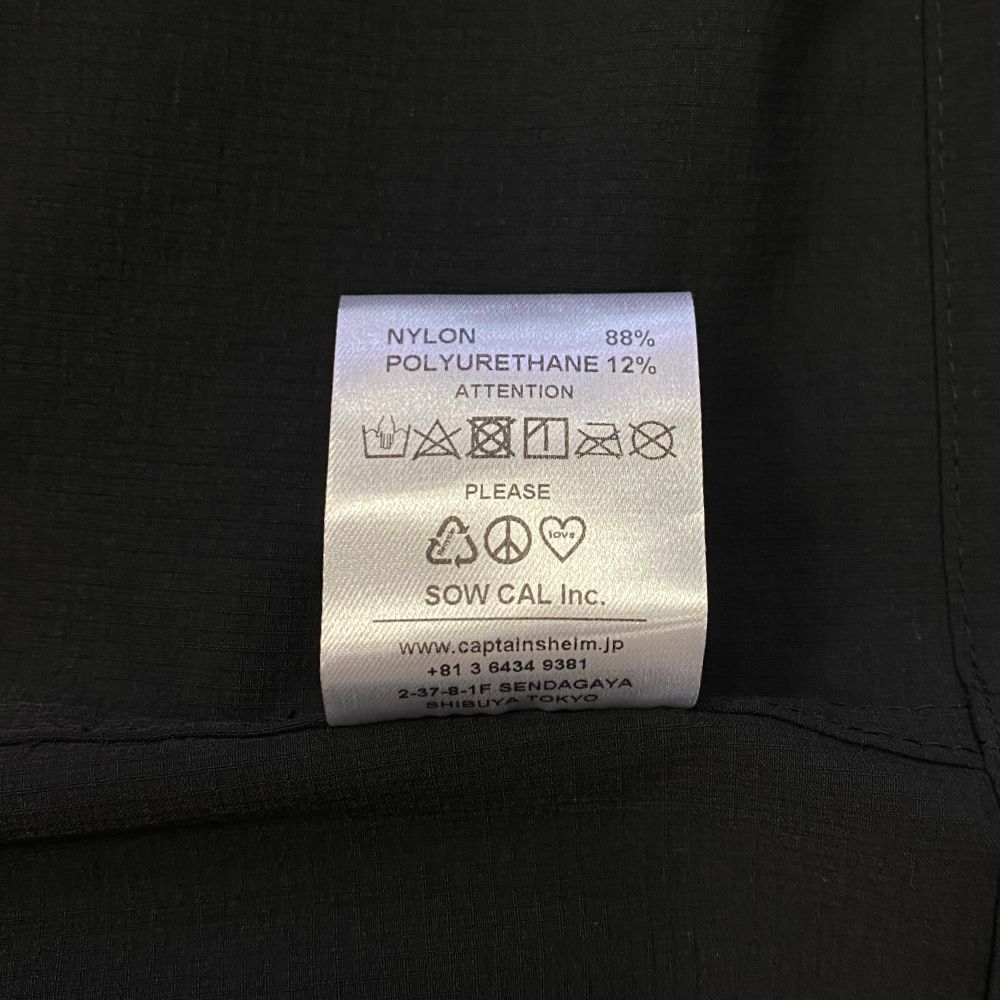 NYLON 88%
POLYURETHANE 12%
ATTENTION
PLEASE
love
SOW CAL Inc.
www.captainshelm.jp
+81 3 6434 9381
2-37-8-1F SENDAGAYA
SHIBUYA TOKYO